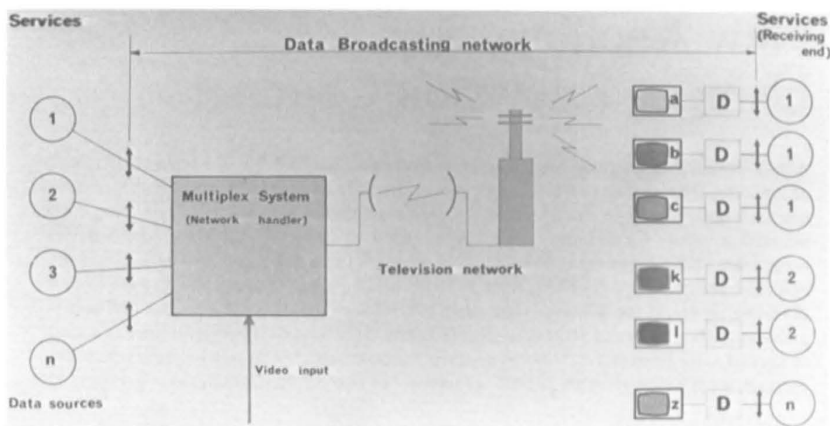 Services
Services
(Receiving
end)
Data Broadcasting network
1
2
3
n
Data sources
Multiplex System
(Network handler)
Video input
Television network
a D 1
b D 1
c D 1
k D 2
l D 2
z D n